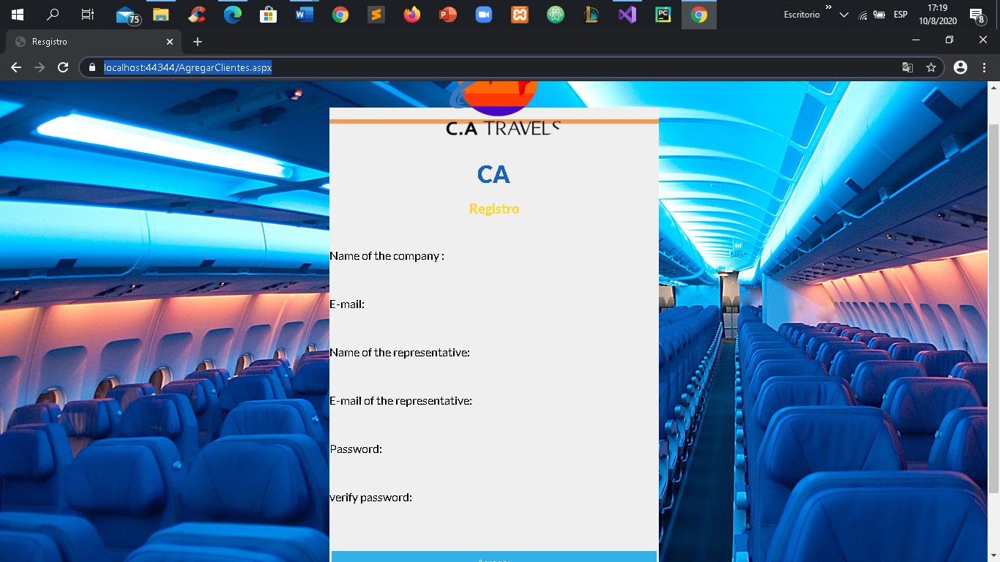 75
Escritorio
ESP
17:19
10/8/2020
8
Resgistro
localhost:44344/AgregarClientes.aspx
C.A TRAVELS
CA
Registro
Name of the company :
E-mail:
Name of the representative:
E-mail of the representative:
Password:
verify password: